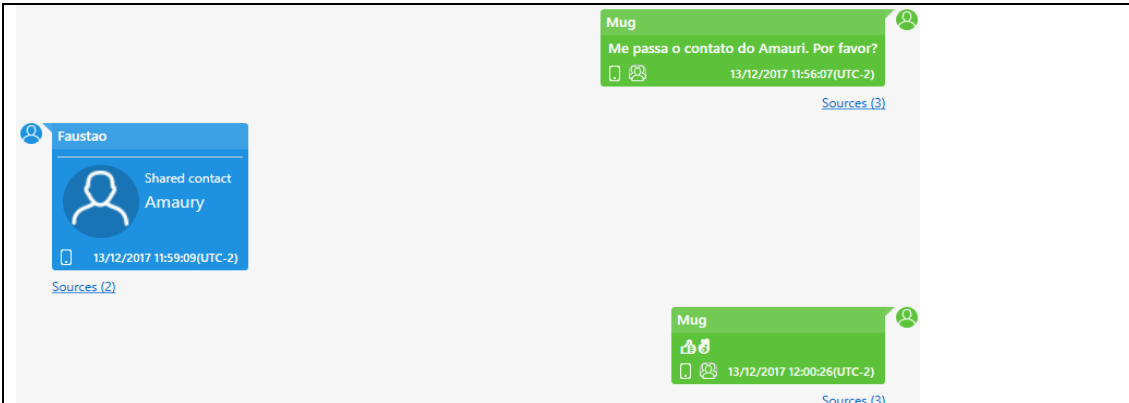 Mug
Me passa o contato do Amauri. Por favor?
13/12/2017 11:56:07(UTC-2)
Sources (3)
Faustao
Shared contact
Amaury
13/12/2017 11:59:09(UTC-2)
Sources (2)
Mug
👍👌
13/12/2017 12:00:26(UTC-2)
Sources (3)